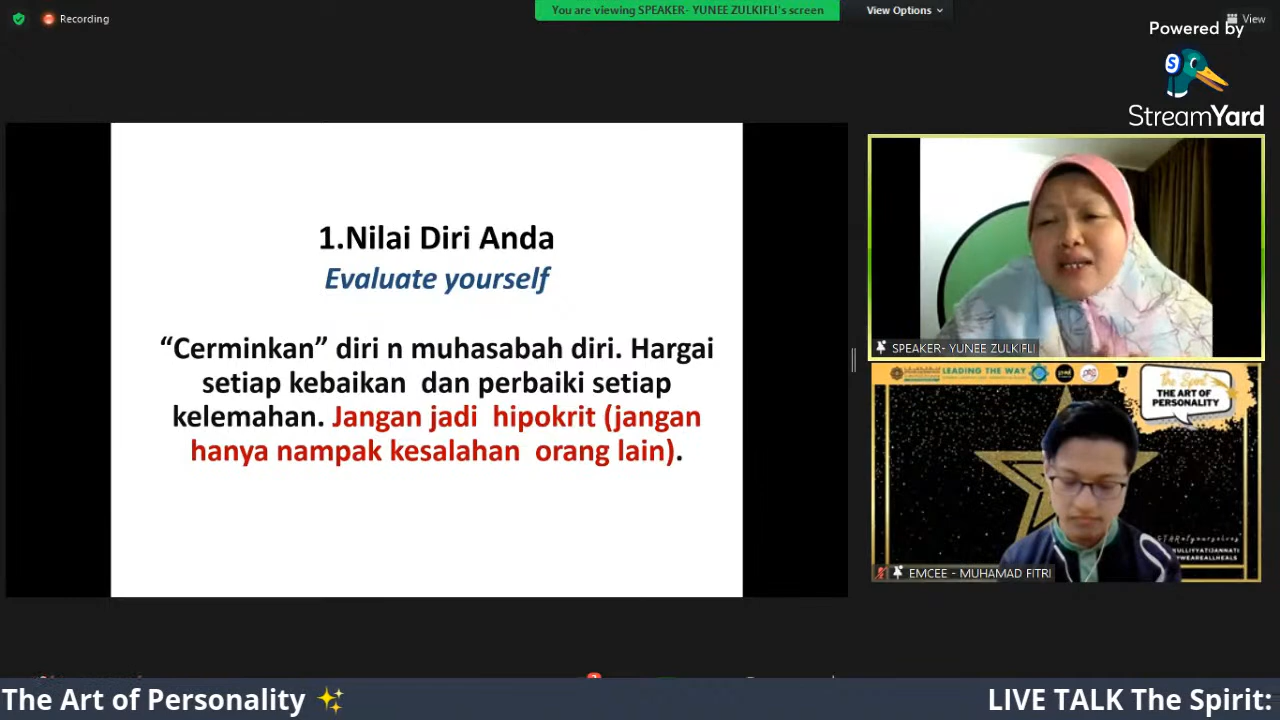 Recording
You are viewing SPEAKER- YUNEE ZULKIFLI's screen
View Options
View
Powered by
StreamYard
1.Nilai Diri Anda
Evaluate yourself
“Cerminkan” diri n muhasabah diri. Hargai
setiap kebaikan dan perbaiki setiap
kelemahan. Jangan jadi hipokrit (jangan
hanya nampak kesalahan orang lain).
SPEAKER- YUNEE ZULKIFLI
LEADING THE WAY
The Spirit:
THE ART OF
PERSONALITY
EMCEE - MUHAMAD FITRI
The Art of Personality ✨
LIVE TALK The Spirit: